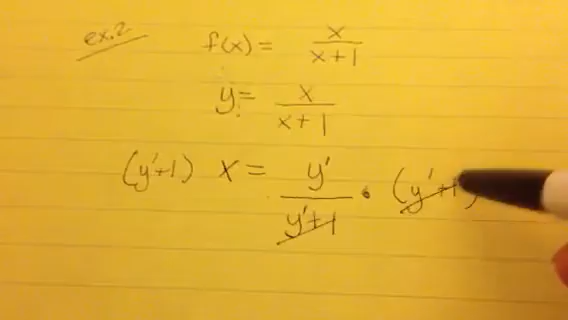 ex.2
f(x) = x/(x+1)
y = x/(x+1)
(y'+1) x = y'/(y'+1) · (y'+1)